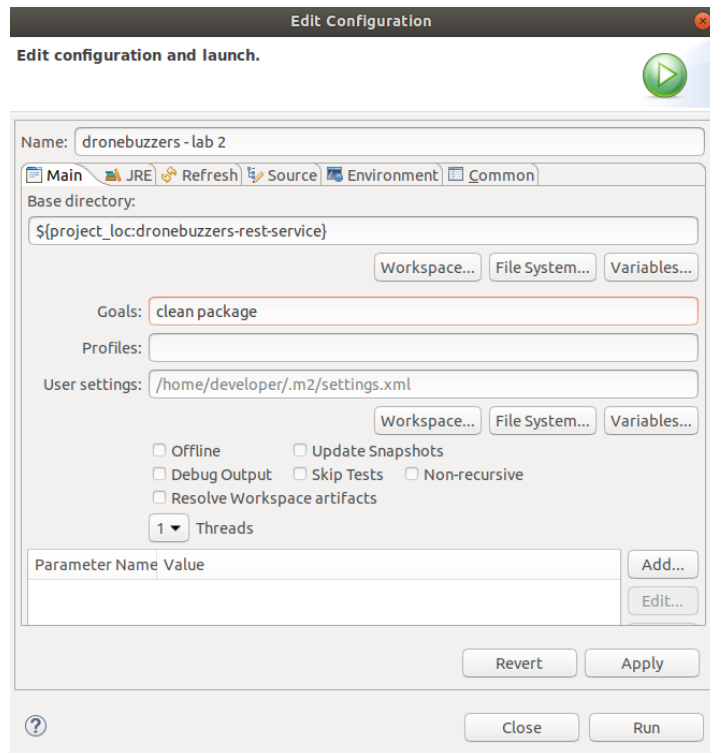 Edit Configuration
Edit configuration and launch.
Name: dronebuzzers - lab 2
Main JRE Refresh Source Environment Common
Base directory:
${project_loc:dronebuzzers-rest-service}
Workspace... File System... Variables...
Goals: clean package
Profiles:
User settings: /home/developer/.m2/settings.xml
Workspace... File System... Variables...
Offline Update Snapshots
Debug Output Skip Tests Non-recursive
Resolve Workspace artifacts
1 Threads
Parameter Name Value Add...
Edit...
Revert Apply
Close Run